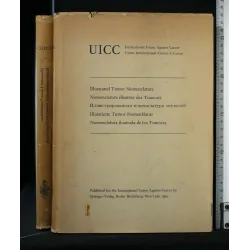 UICC
International Union Against Cancer
Union Internationale Contre le Cancer
Illustrated Tumor Nomenclature
Nomenclature illustrée des Tumeurs
Иллюстрированная номенклатура опухолей
Illustrierte Tumor-Nomenklatur
Nomenclatura ilustrada de los Tumores
Published for the International Union Against Cancer by
Springer-Verlag, Berlin Heidelberg New York 1965